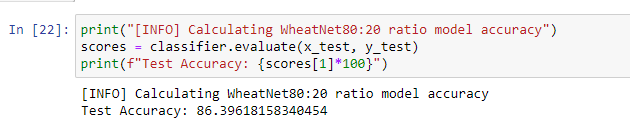 In [22]: print("[INFO] Calculating WheatNet80:20 ratio model accuracy")
scores = classifier.evaluate(x_test, y_test)
print(f"Test Accuracy: {scores[1]*100}")
[INFO] Calculating WheatNet80:20 ratio model accuracy
Test Accuracy: 86.39618158340454